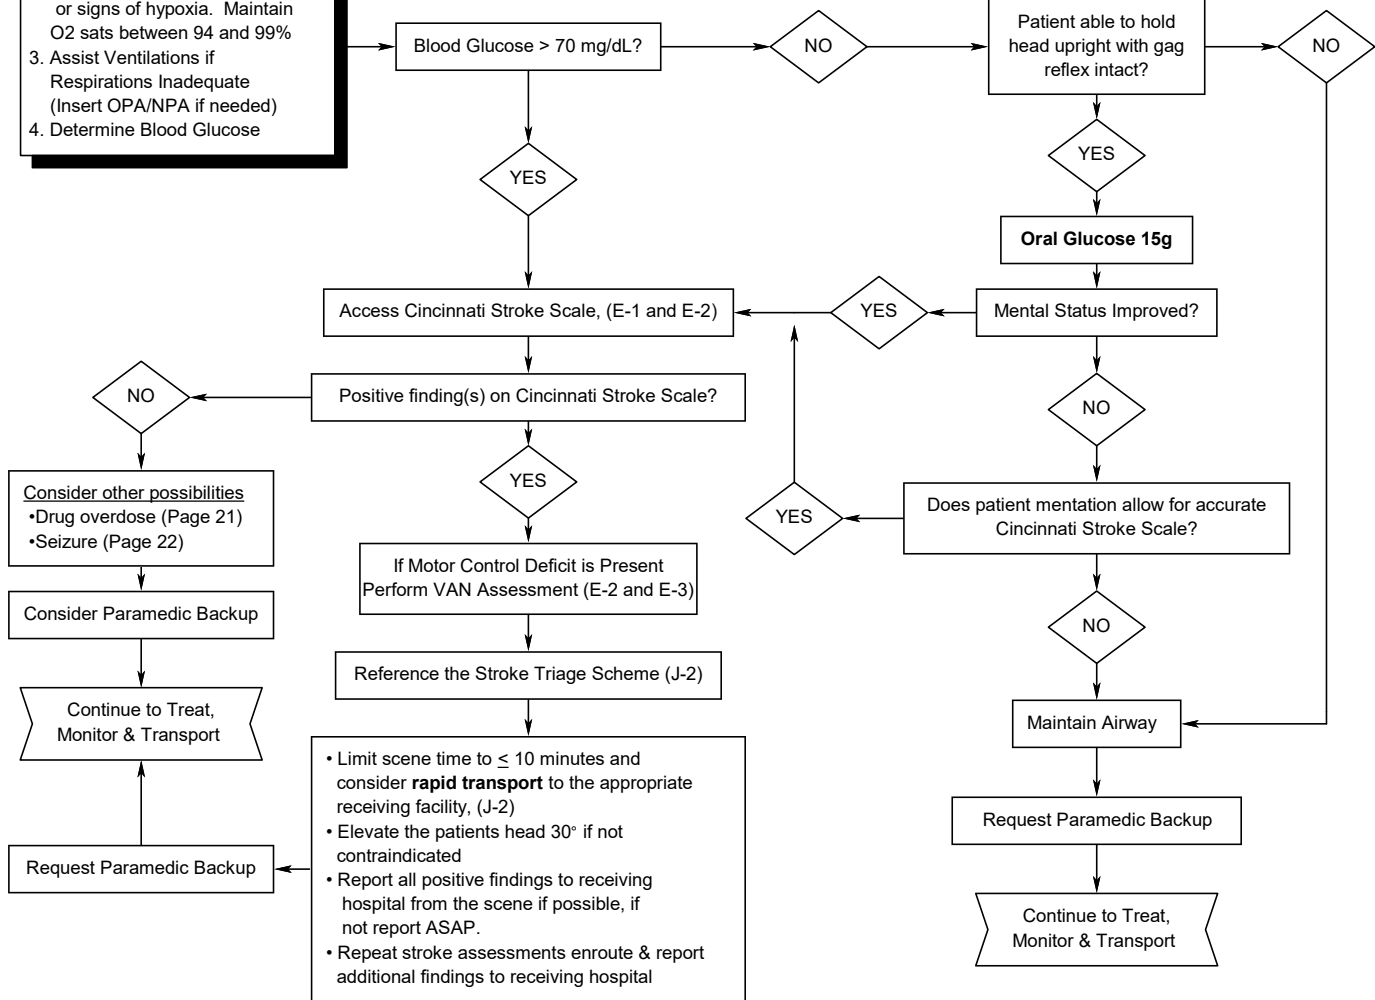 or signs of hypoxia.  Maintain
O2 sats between 94 and 99%
3. Assist Ventilations if
Respirations Inadequate
(Insert OPA/NPA if needed)
4. Determine Blood Glucose
Blood Glucose > 70 mg/dL?
NO
Patient able to hold
head upright with gag
reflex intact?
NO
YES
YES
Oral Glucose 15g
Access Cincinnati Stroke Scale, (E-1 and E-2)
YES
Mental Status Improved?
NO
Positive finding(s) on Cincinnati Stroke Scale?
NO
YES
Consider other possibilities
•Drug overdose (Page 21)
•Seizure (Page 22)
YES
Does patient mentation allow for accurate
Cincinnati Stroke Scale?
If Motor Control Deficit is Present
Perform VAN Assessment (E-2 and E-3)
Consider Paramedic Backup
NO
Reference the Stroke Triage Scheme (J-2)
Continue to Treat,
Monitor & Transport
Maintain Airway
• Limit scene time to ≤ 10 minutes and
consider rapid transport to the appropriate
receiving facility, (J-2)
• Elevate the patients head 30° if not
contraindicated
• Report all positive findings to receiving
hospital from the scene if possible, if
not report ASAP.
• Repeat stroke assessments enroute & report
additional findings to receiving hospital
Request Paramedic Backup
Request Paramedic Backup
Continue to Treat,
Monitor & Transport